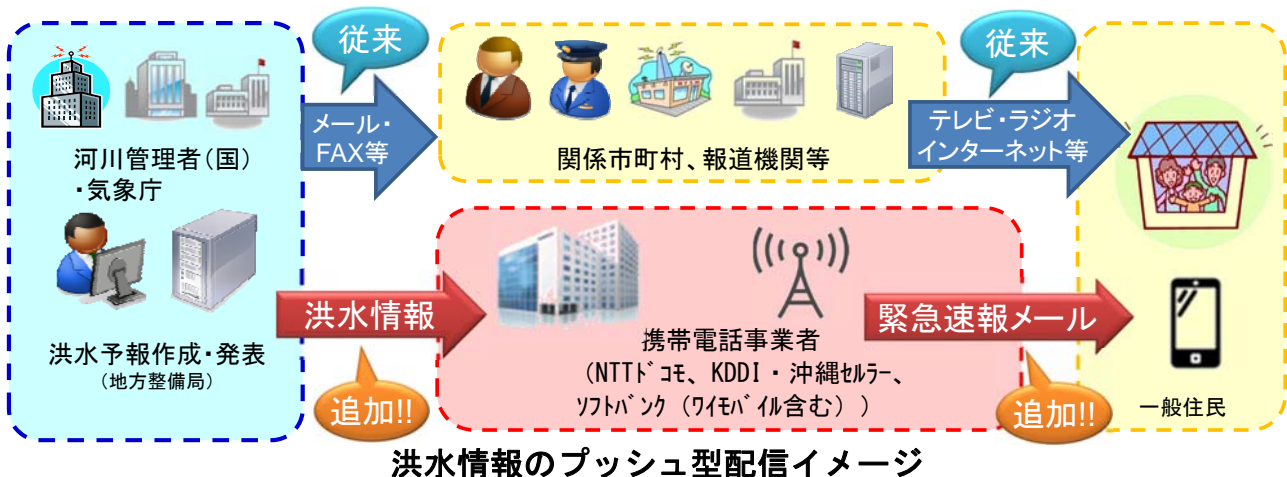 河川管理者(国)
・気象庁
洪水予報作成・発表
(地方整備局)
従来
メール・
FAX等
関係市町村、報道機関等
従来
テレビ・ラジオ
インターネット等
洪水情報
追加!!
携帯電話事業者
(NTTﾄﾞｺﾓ、KDDI・沖縄ｾﾙﾗｰ、
ｿﾌﾄﾊﾞﾝｸ(ﾜｲﾓﾊﾞｲﾙ含む))
緊急速報メール
追加!!
一般住民
洪水情報のプッシュ型配信イメージ